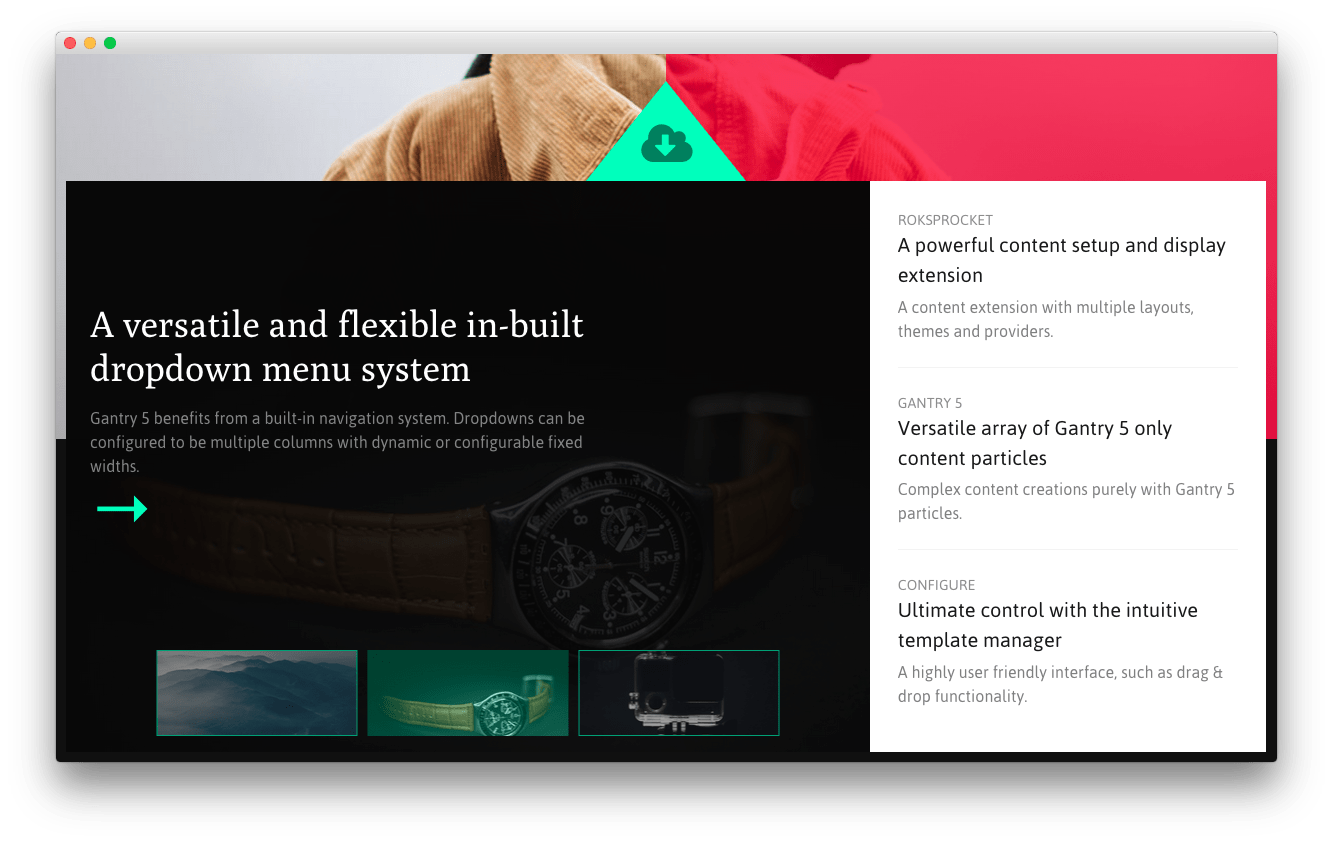 A versatile and flexible in-built
dropdown menu system
Gantry 5 benefits from a built-in navigation system. Dropdowns can be
configured to be multiple columns with dynamic or configurable fixed
widths.
ROKSPROCKET
A powerful content setup and display
extension
A content extension with multiple layouts,
themes and providers.
GANTRY 5
Versatile array of Gantry 5 only
content particles
Complex content creations purely with Gantry 5
particles.
CONFIGURE
Ultimate control with the intuitive
template manager
A highly user friendly interface, such as drag &
drop functionality.